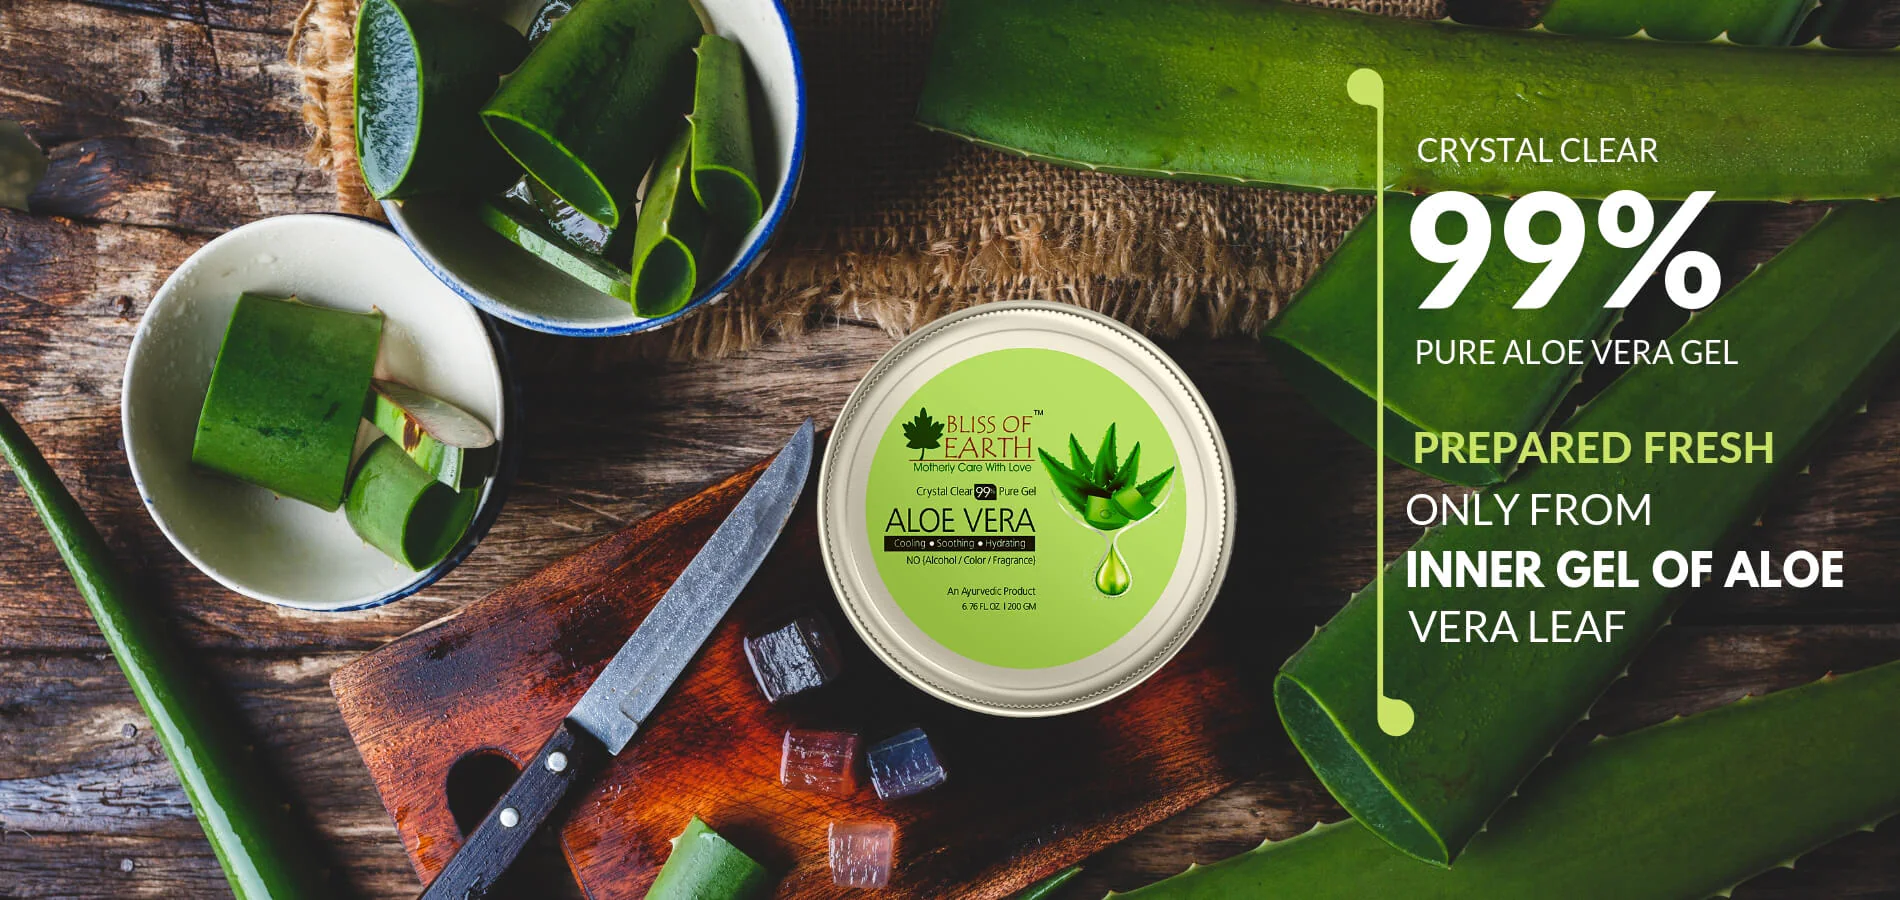 BLISS OF™
EARTH
Motherly Care With Love
Crystal Clear 99% Pure Gel
ALOE VERA
Cooling ● Soothing ● Hydrating
NO (Alcohol / Color / Fragrance)
An Ayurvedic Product
6.76 FL.OZ. | 200 GM
CRYSTAL CLEAR
99%
PURE ALOE VERA GEL
PREPARED FRESH
ONLY FROM
INNER GEL OF ALOE
VERA LEAF